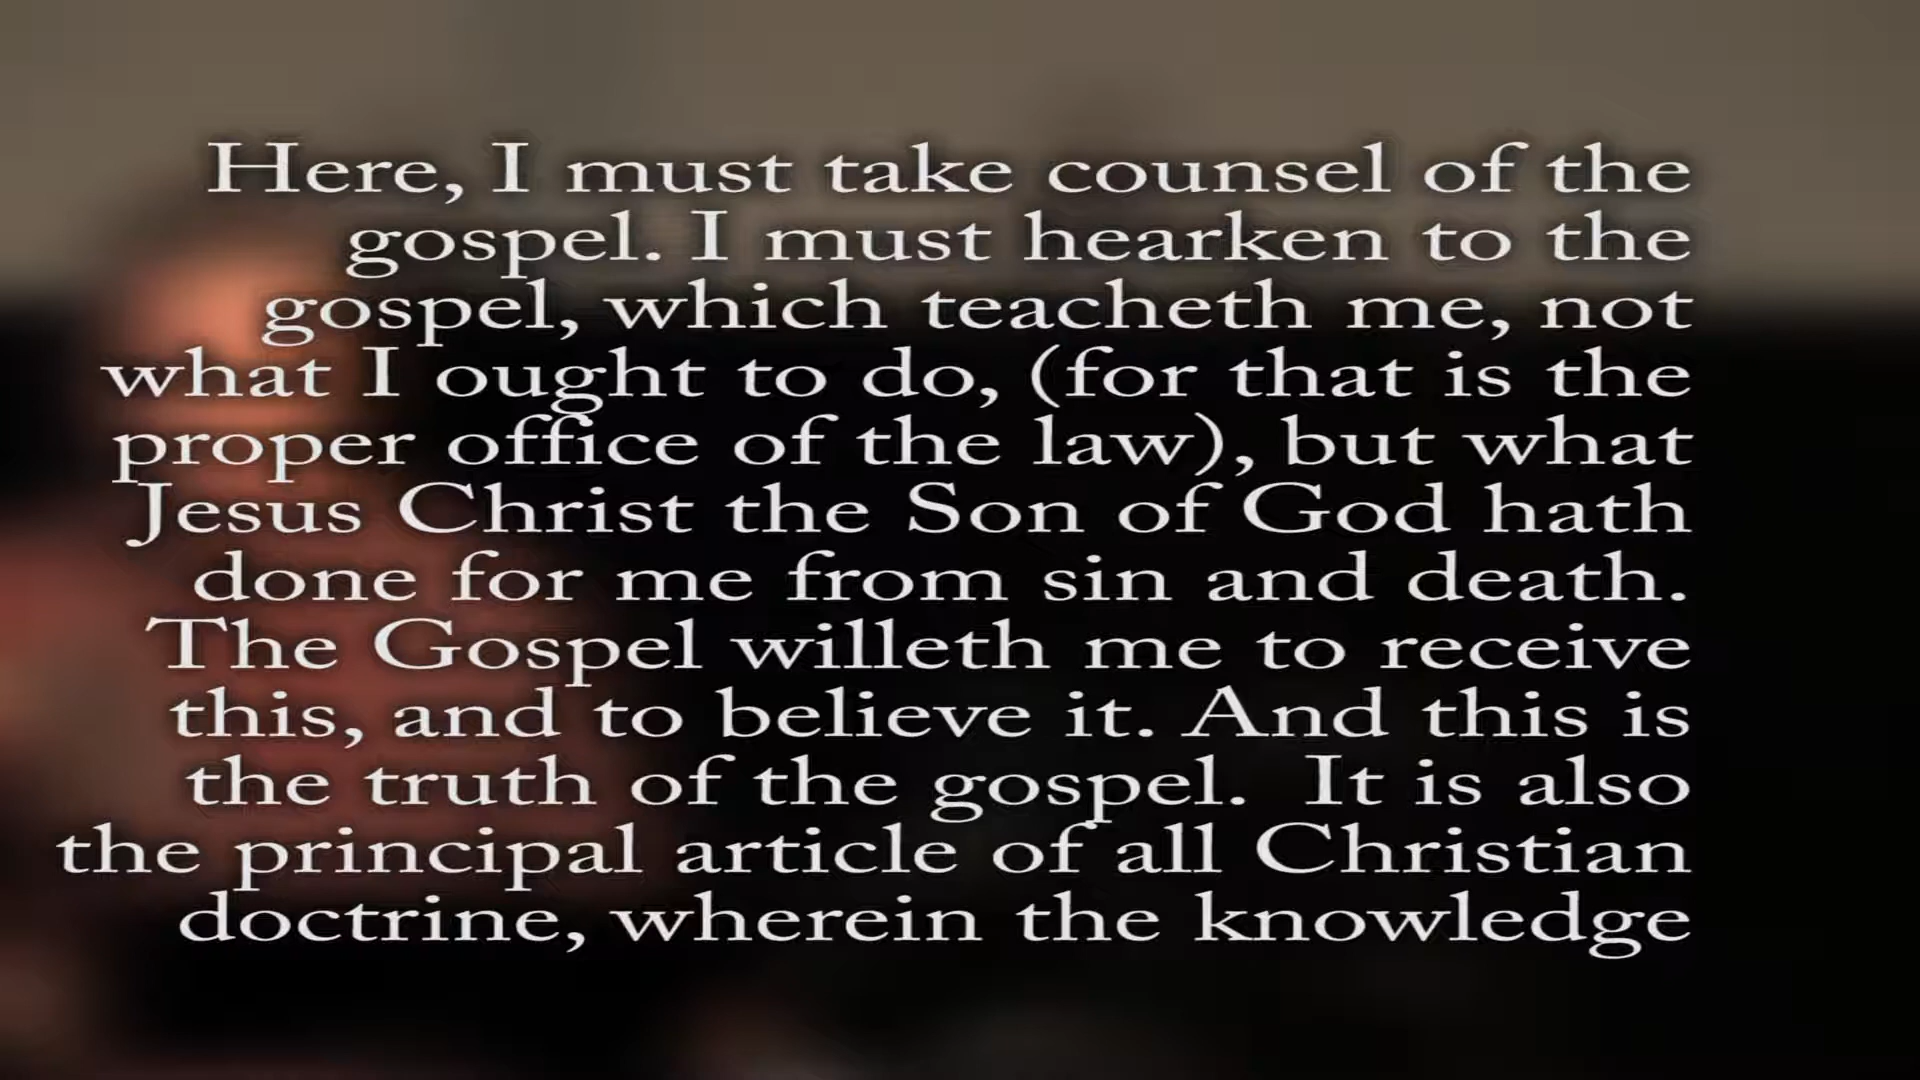 Here, I must take counsel of the
gospel. I must hearken to the
gospel, which teacheth me, not
what I ought to do, (for that is the
proper office of the law), but what
Jesus Christ the Son of God hath
done for me from sin and death.
The Gospel willeth me to receive
this, and to believe it. And this is
the truth of the gospel.  It is also
the principal article of all Christian
doctrine, wherein the knowledge